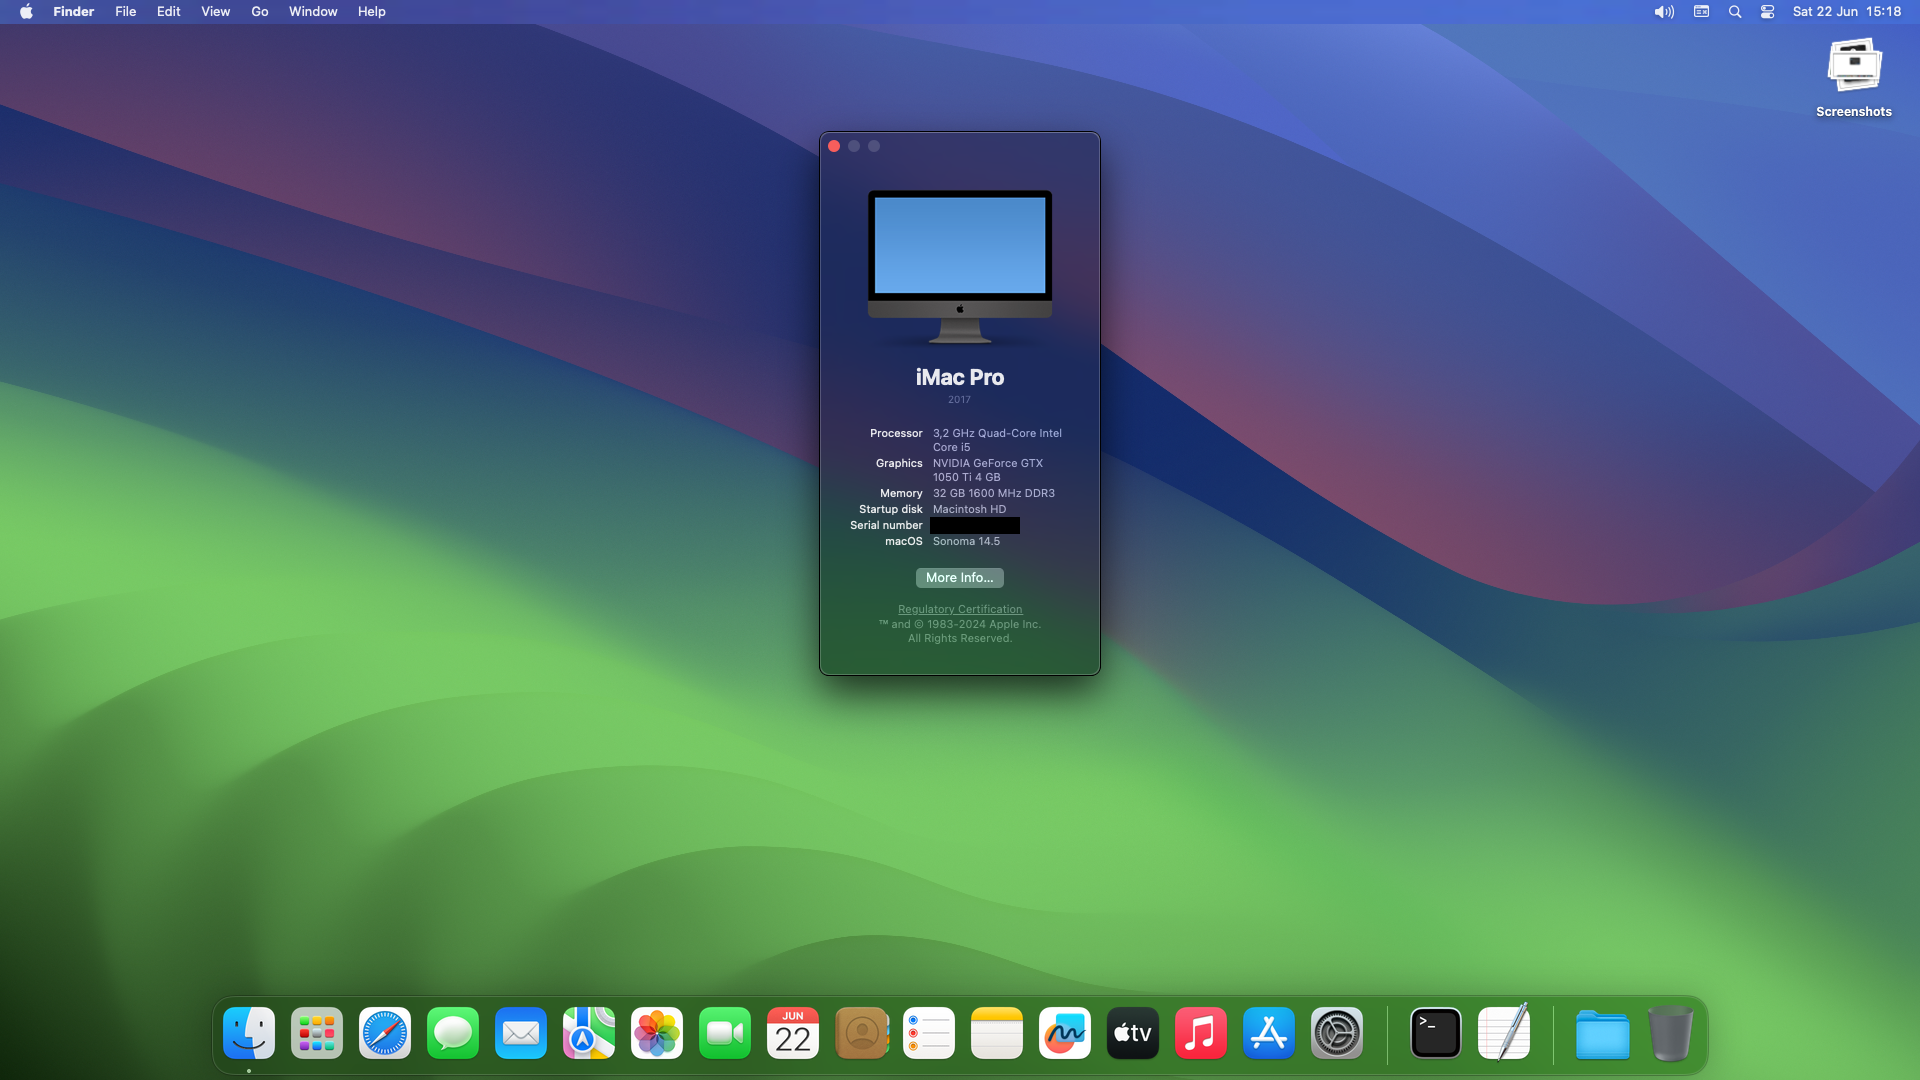 Finder File Edit View Go Window Help
Sat 22 Jun 15:18
Screenshots
iMac Pro
2017
Processor 3,2 GHz Quad-Core Intel
Core i5
Graphics NVIDIA GeForce GTX
1050 Ti 4 GB
Memory 32 GB 1600 MHz DDR3
Startup disk Macintosh HD
Serial number
macOS Sonoma 14.5
More Info...
Regulatory Certification
™ and © 1983-2024 Apple Inc.
All Rights Reserved.
JUN
22
tv
>_